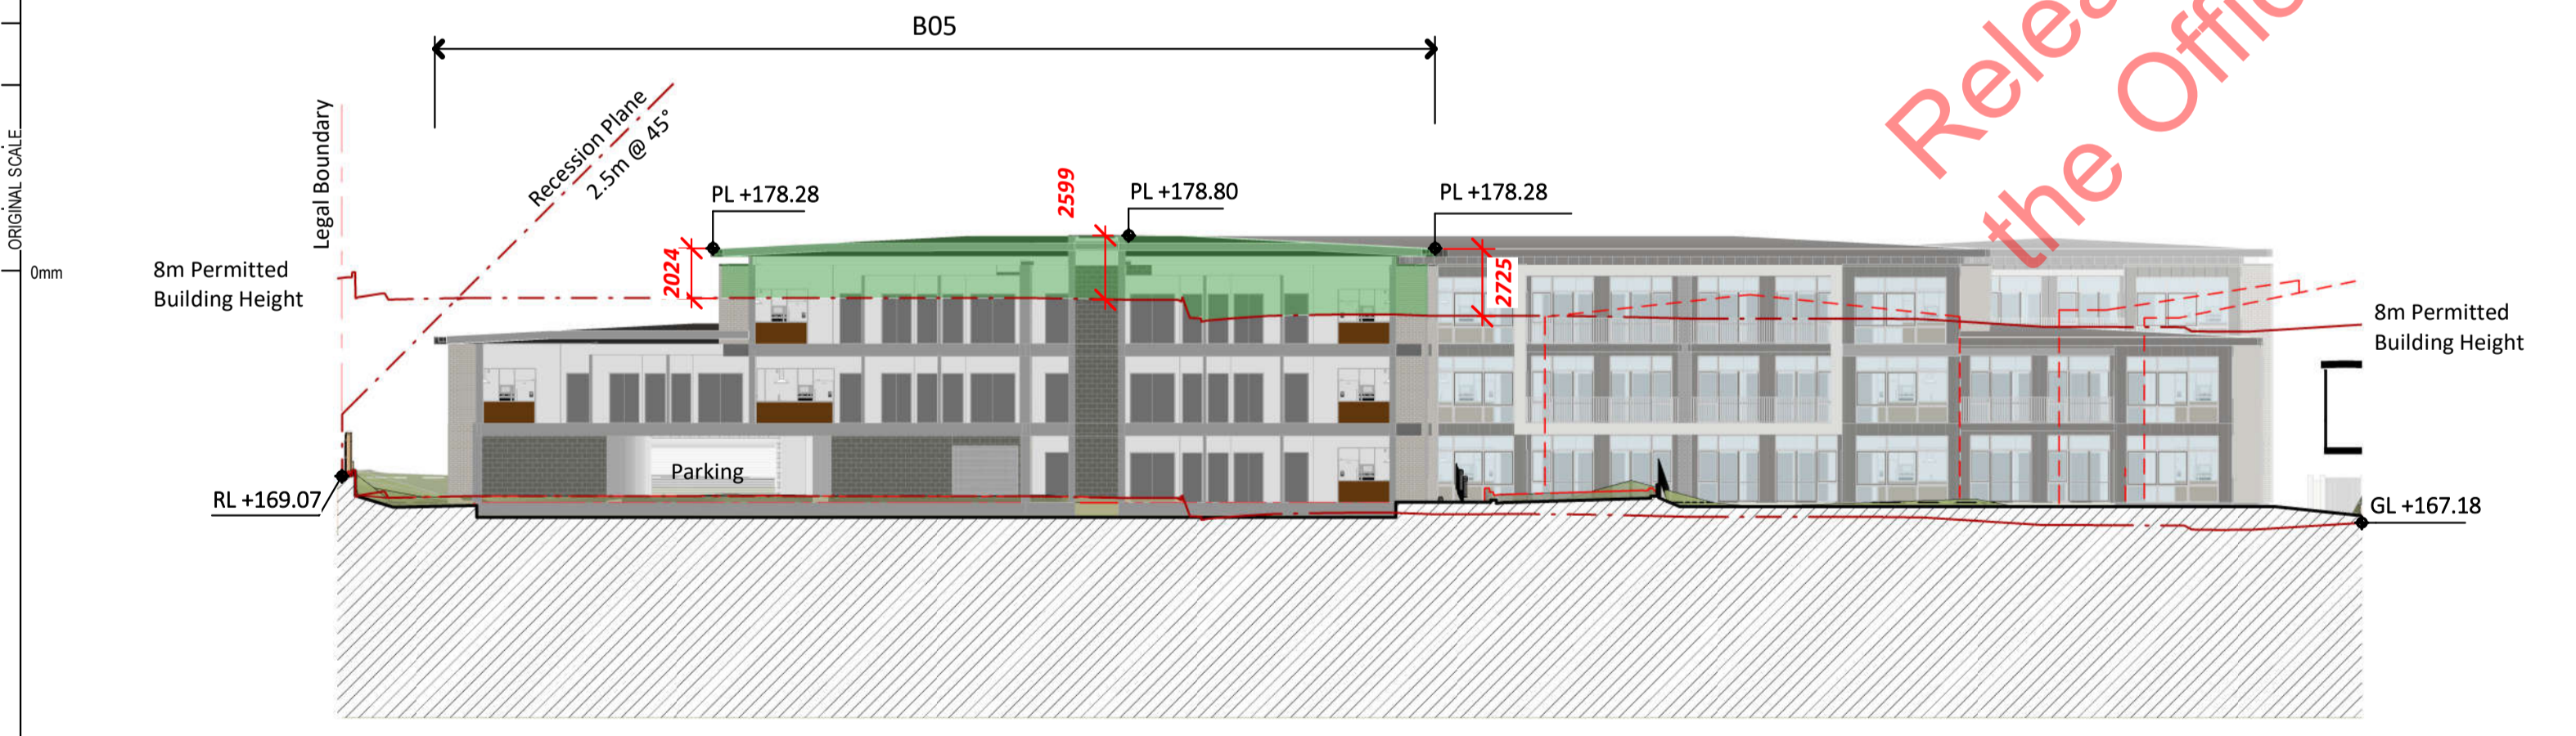 B05
Relea
the Offic
ORIGINAL SCALE
0mm
Legal Boundary
Recession Plane
2.5m @ 45°
PL +178.28
2599
PL +178.80
PL +178.28
2024
2725
8m Permitted
Building Height
8m Permitted
Building Height
Parking
RL +169.07
GL +167.18